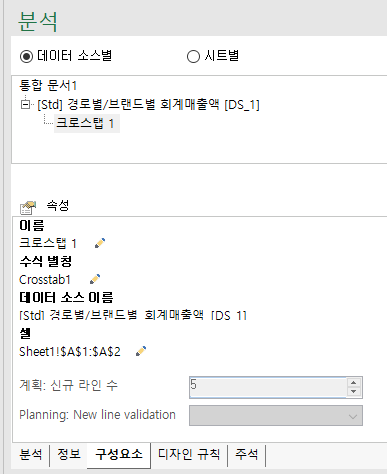 분석
데이터 소스별 시트별
통합 문서1
[Std] 경로별/브랜드별 회계매출액 [DS_1]
크로스탭 1
속성
이름
크로스탭 1
수식 별칭
Crosstab1
데이터 소스 이름
[Std] 경로별/브랜드별 회계매출액 [DS_1]
셀
Sheet1!$A$1:$A$2
계획: 신규 라인 수 5
Planning: New line validation
분석 정보 구성요소 디자인 규칙 주석